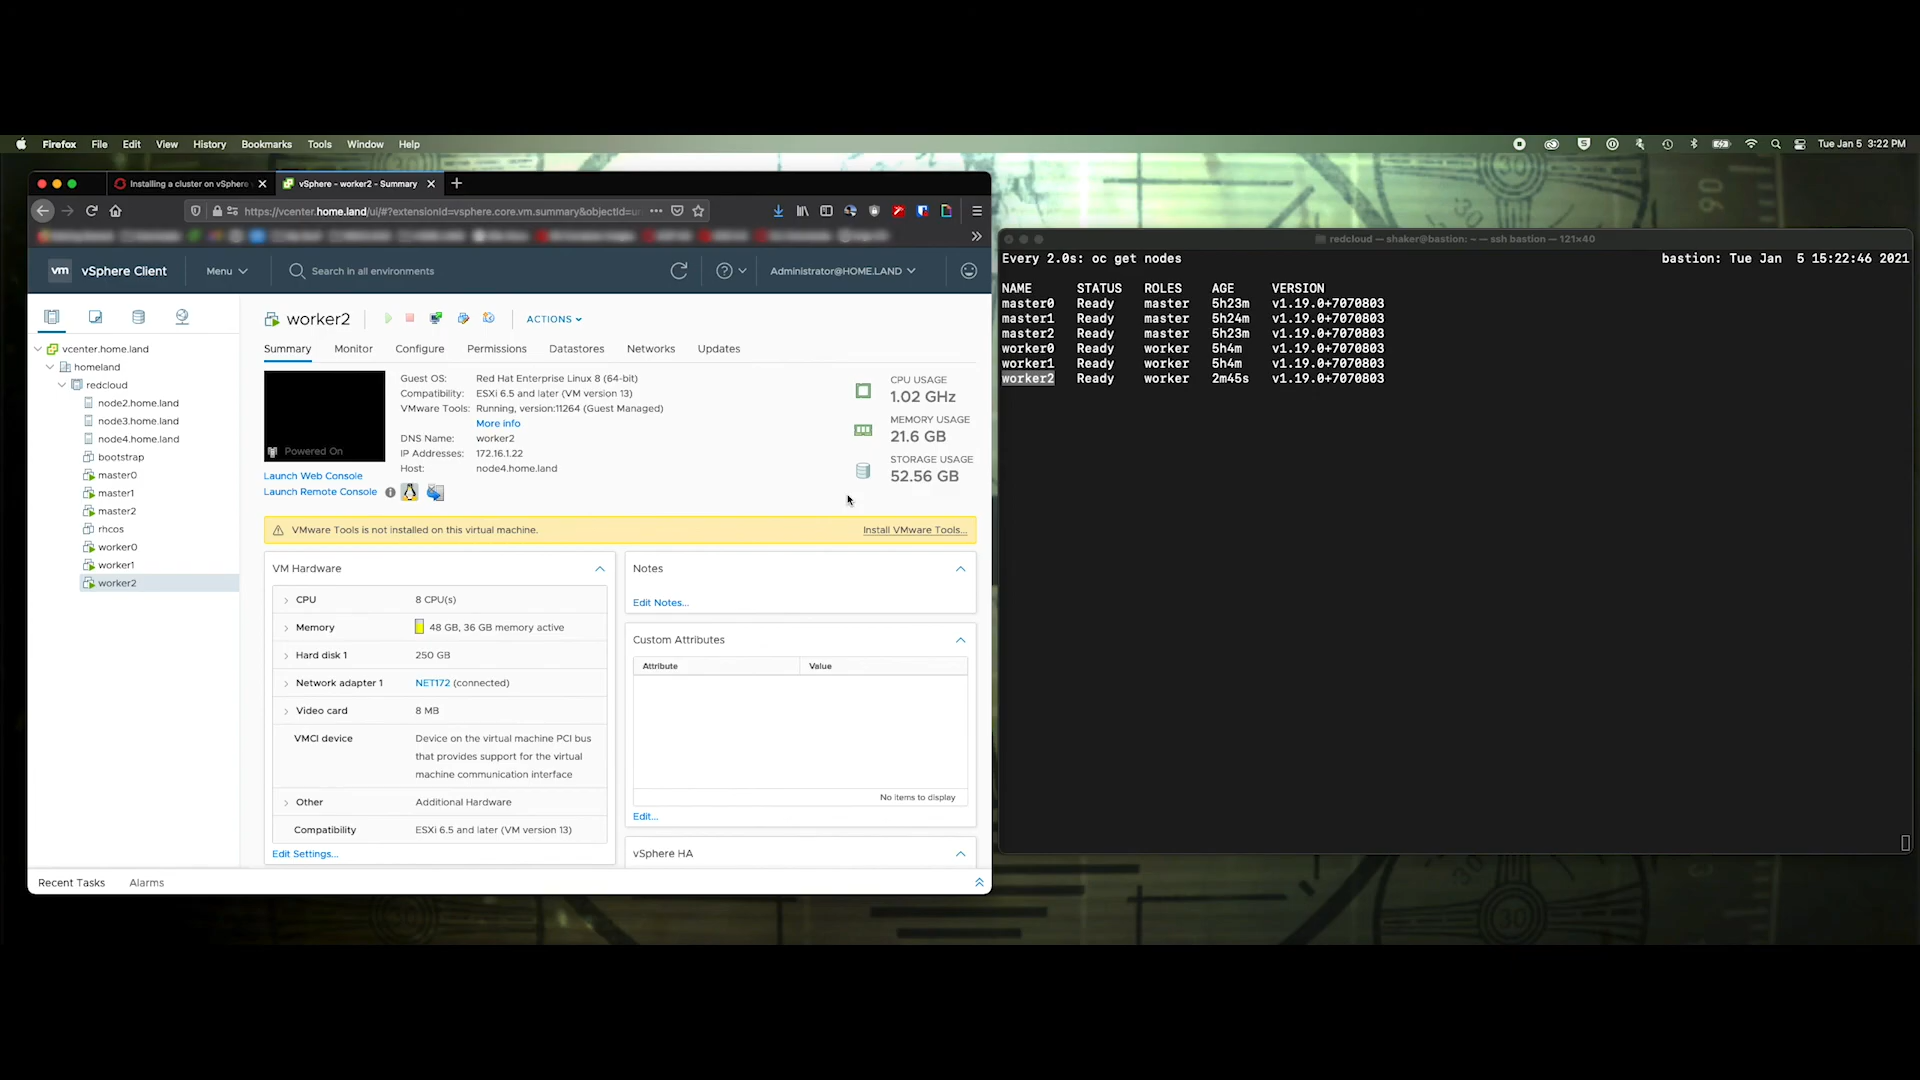 Firefox File Edit View History Bookmarks Tools Window Help
Tue Jan 5 3:22 PM
Installing a cluster on vSphere
vSphere - worker2 - Summary
https://vcenter.home.land/ui/#?extensionId=vsphere.core.vm.summary&objectId=u
vm vSphere Client
Menu
Search in all environments
Administrator@HOME.LAND
vcenter.home.land
homeland
redcloud
node2.home.land
node3.home.land
node4.home.land
bootstrap
master0
master1
master2
rhcos
worker0
worker1
worker2
worker2
ACTIONS
Summary Monitor Configure Permissions Datastores Networks Updates
Powered On
Launch Web Console
Launch Remote Console
Guest OS: Red Hat Enterprise Linux 8 (64-bit)
Compatibility: ESXi 6.5 and later (VM version 13)
VMware Tools: Running, version:11264 (Guest Managed)
More info
DNS Name: worker2
IP Addresses: 172.16.1.22
Host: node4.home.land
CPU USAGE
1.02 GHz
MEMORY USAGE
21.6 GB
STORAGE USAGE
52.56 GB
VMware Tools is not installed on this virtual machine.
Install VMware Tools...
VM Hardware
CPU 8 CPU(s)
Memory 48 GB, 36 GB memory active
Hard disk 1 250 GB
Network adapter 1 NET172 (connected)
Video card 8 MB
VMCI device Device on the virtual machine PCI bus
that provides support for the virtual
machine communication interface
Other Additional Hardware
Compatibility ESXi 6.5 and later (VM version 13)
Edit Settings...
Notes
Edit Notes...
Custom Attributes
Attribute Value
No items to display
Edit...
vSphere HA
Recent Tasks Alarms
redcloud — shaker@bastion: ~ — ssh bastion — 121×40
Every 2.0s: oc get nodes
bastion: Tue Jan 5 15:22:46 2021
NAME STATUS ROLES AGE VERSION
master0 Ready master 5h23m v1.19.0+7070803
master1 Ready master 5h24m v1.19.0+7070803
master2 Ready master 5h23m v1.19.0+7070803
worker0 Ready worker 5h4m v1.19.0+7070803
worker1 Ready worker 5h4m v1.19.0+7070803
worker2 Ready worker 2m45s v1.19.0+7070803